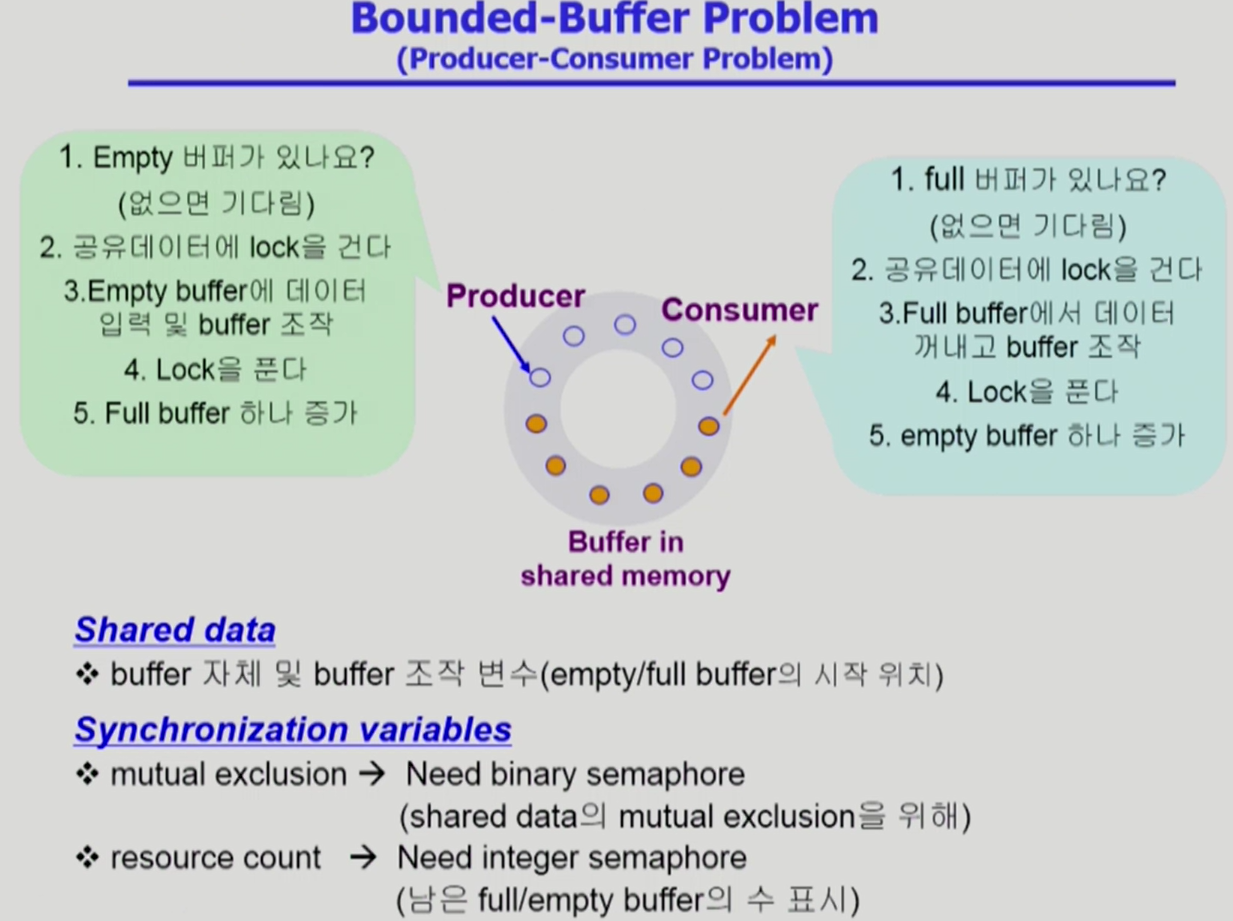 Bounded-Buffer Problem
(Producer-Consumer Problem)
1. Empty 버퍼가 있나요?
(없으면 기다림)
2. 공유데이터에 lock을 건다
3.Empty buffer에 데이터
입력 및 buffer 조작
4. Lock을 푼다
5. Full buffer 하나 증가
Producer
Consumer
1. full 버퍼가 있나요?
(없으면 기다림)
2. 공유데이터에 lock을 건다
3.Full buffer에서 데이터
꺼내고 buffer 조작
4. Lock을 푼다
5. empty buffer 하나 증가
Buffer in
shared memory
Shared data
❖ buffer 자체 및 buffer 조작 변수(empty/full buffer의 시작 위치)
Synchronization variables
❖ mutual exclusion → Need binary semaphore
(shared data의 mutual exclusion을 위해)
❖ resource count → Need integer semaphore
(남은 full/empty buffer의 수 표시)